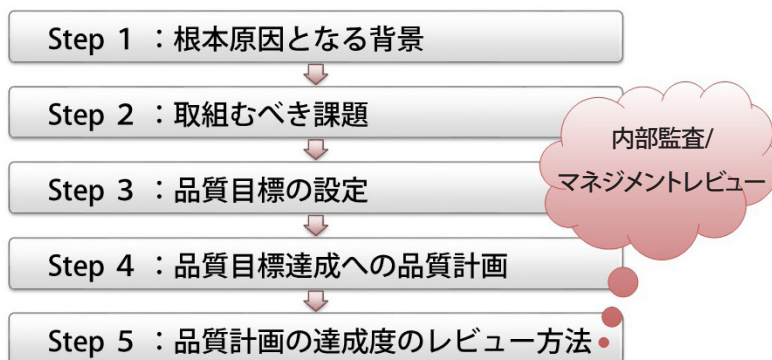 Step 1 ：根本原因となる背景
Step 2 ：取組むべき課題
内部監査/
マネジメントレビュー
Step 3 ：品質目標の設定
Step 4 ：品質目標達成への品質計画
Step 5 ：品質計画の達成度のレビュー方法